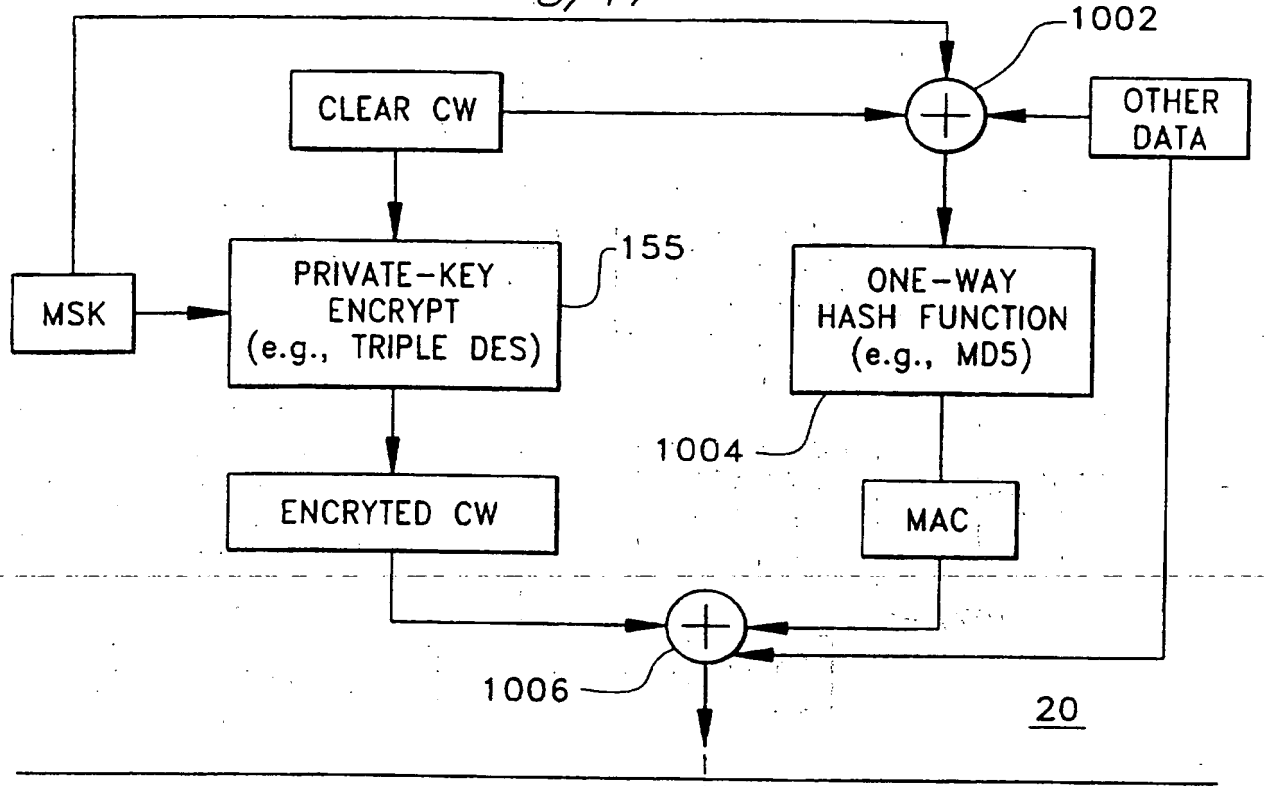 1002
CLEAR CW
OTHER
DATA
155
PRIVATE-KEY
ENCRYPT
(e.g., TRIPLE DES)
ONE-WAY
HASH FUNCTION
(e.g., MD5)
MSK
1004
ENCRYTED CW
MAC
1006
20